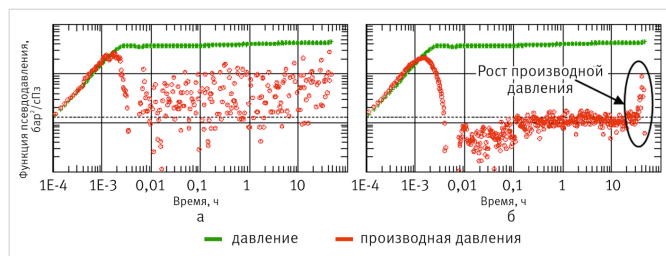 Функция псевдодавления,
бар²/сПз
Рост производной
давления
1E-4 1E-3 0,01 0,1 1 10 1E-4 1E-3 0,01 0,1 1 10
Время, ч Время, ч
а б
давление производная давления